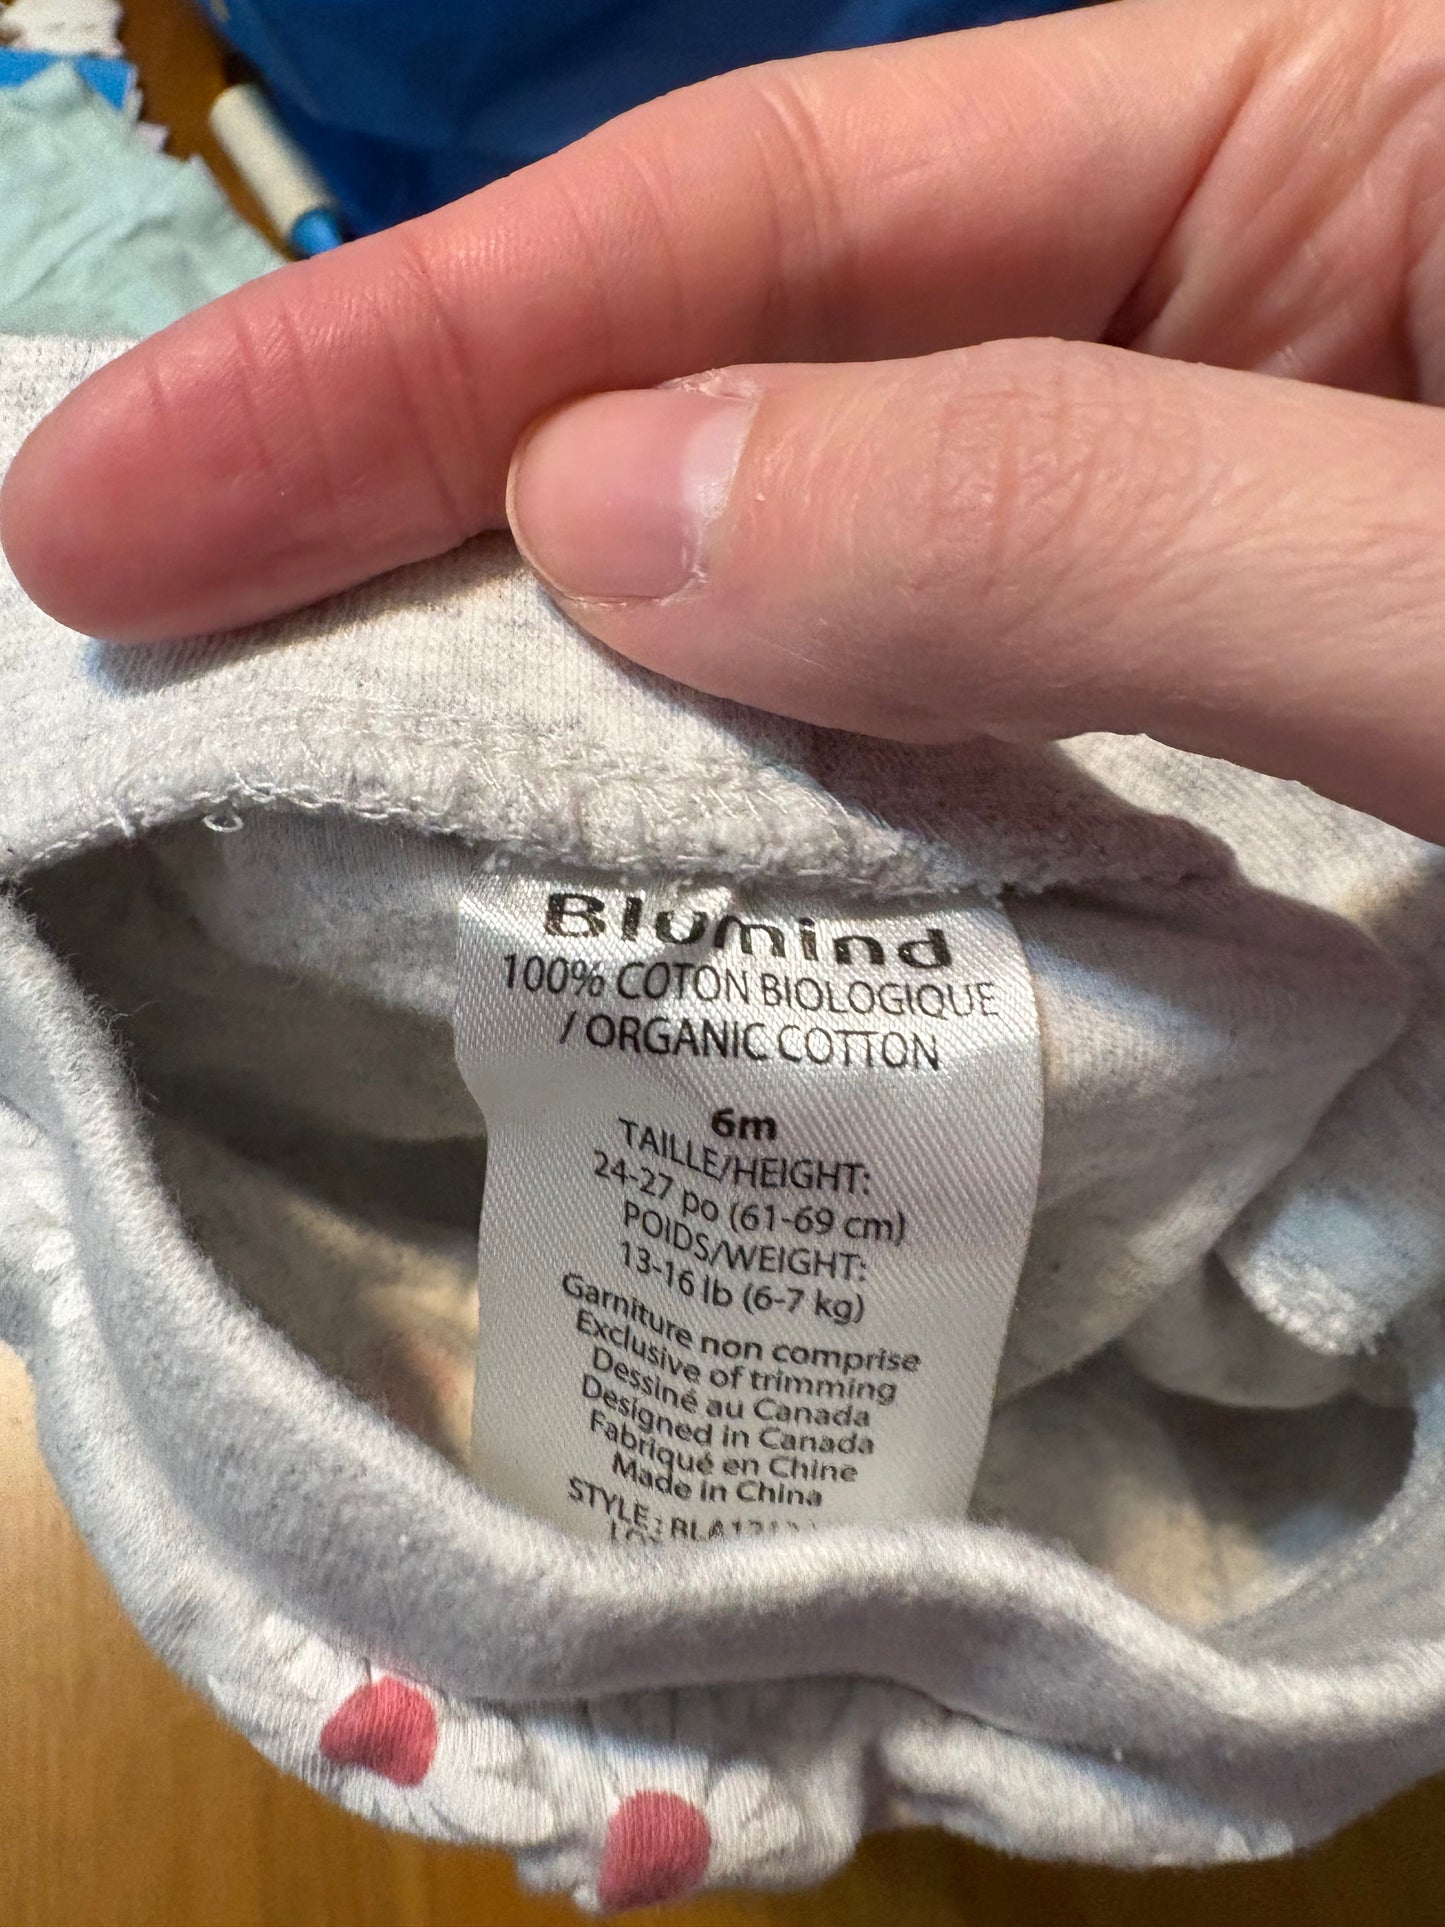 Blumind
100% COTON BIOLOGIQUE
/ ORGANIC COTTON
6m
TAILLE/HEIGHT:
24-27 po (61-69 cm)
POIDS/WEIGHT:
13-16 lb (6-7 kg)
Garniture non comprise
Exclusive of trimming
Dessiné au Canada
Designed in Canada
Fabriqué en Chine
Made in China
STYLE: